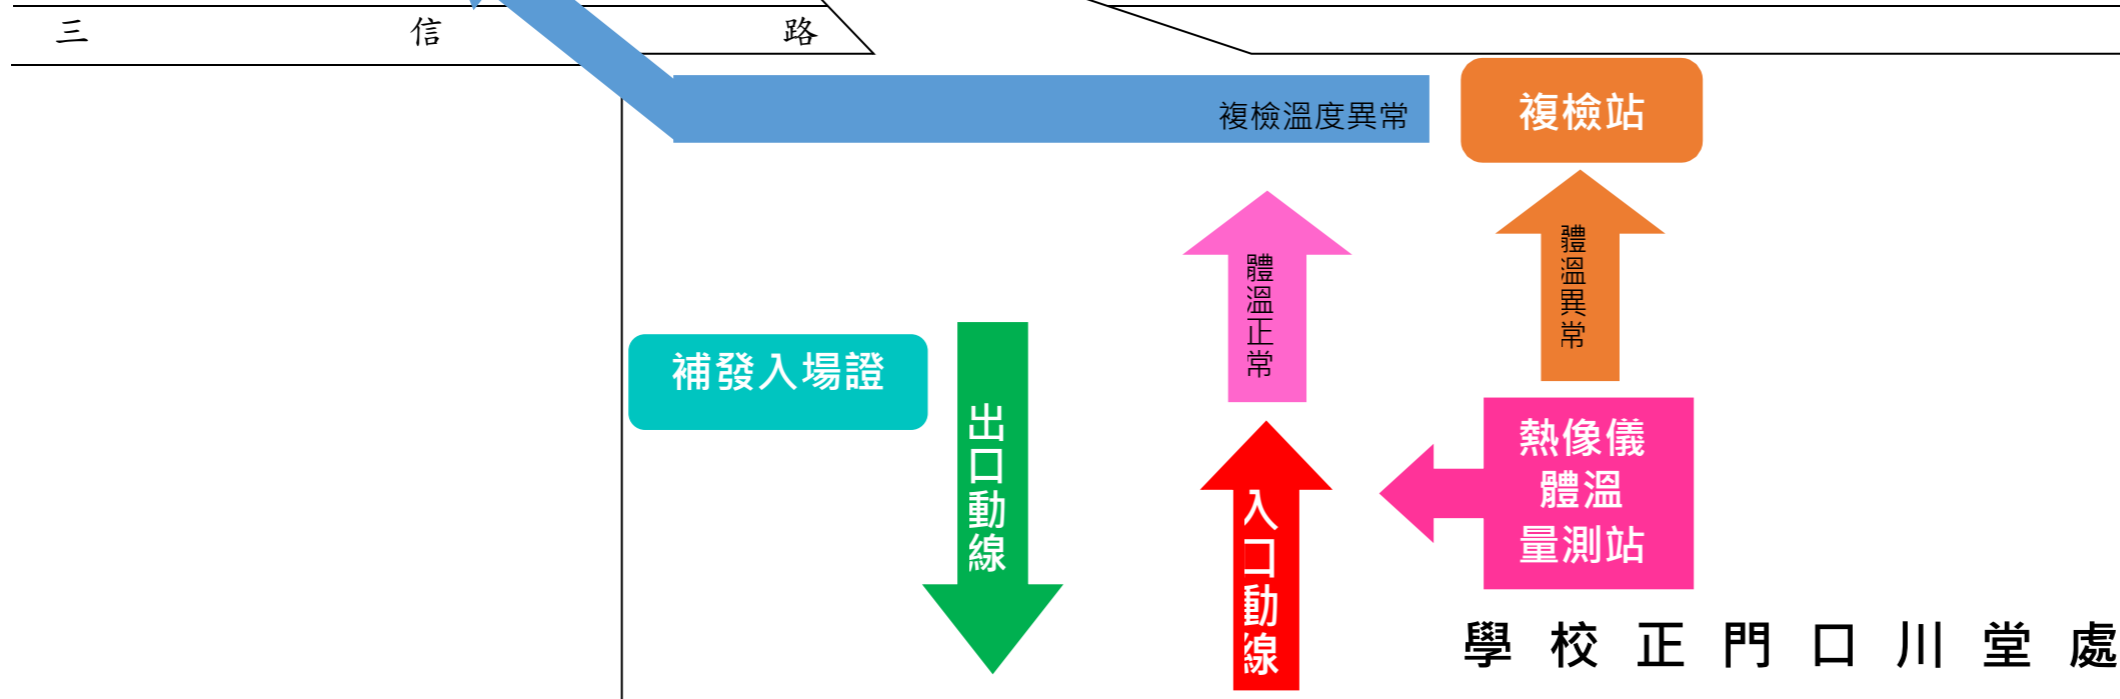 三信路
複檢溫度異常
複檢站
體溫正常
體溫異常
補發入場證
出口動線
入口動線
熱像儀
體溫
量測站
學校正門口川堂處